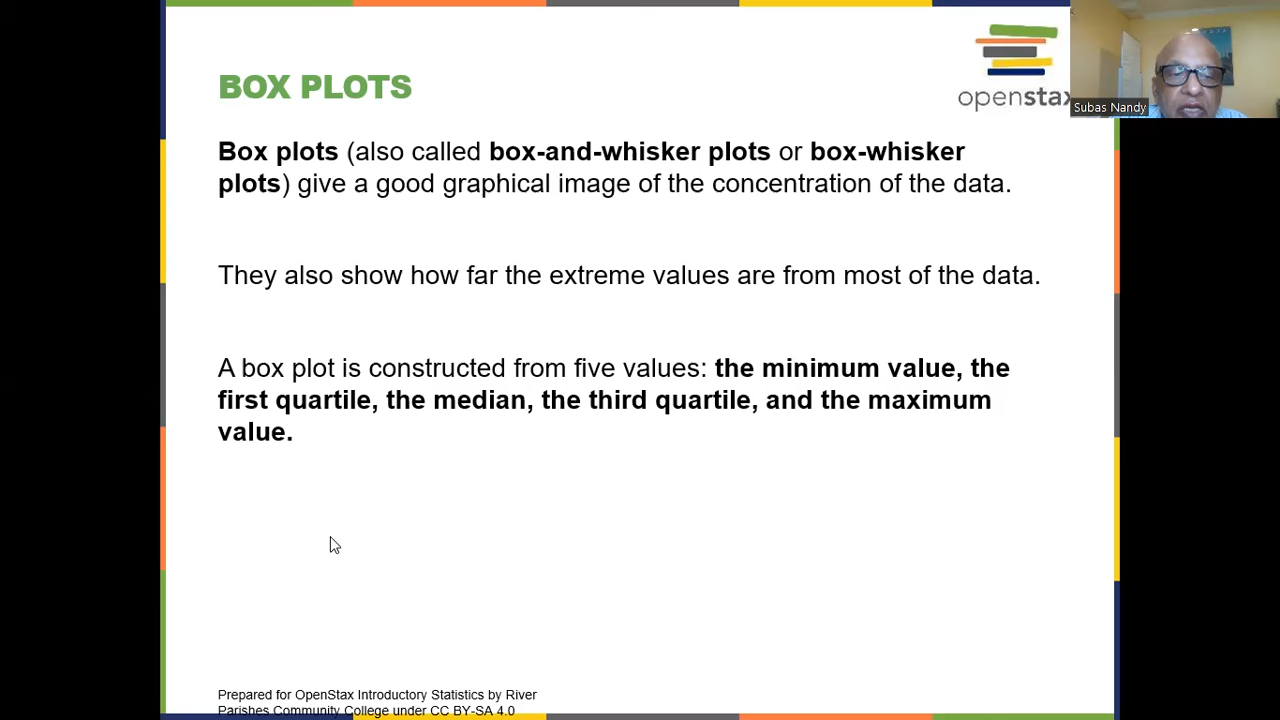 BOX PLOTS
openstax
Subas Nandy
Box plots (also called box-and-whisker plots or box-whisker
plots) give a good graphical image of the concentration of the data.
They also show how far the extreme values are from most of the data.
A box plot is constructed from five values: the minimum value, the
first quartile, the median, the third quartile, and the maximum
value.
Prepared for OpenStax Introductory Statistics by River
Parishes Community College under CC BY-SA 4.0